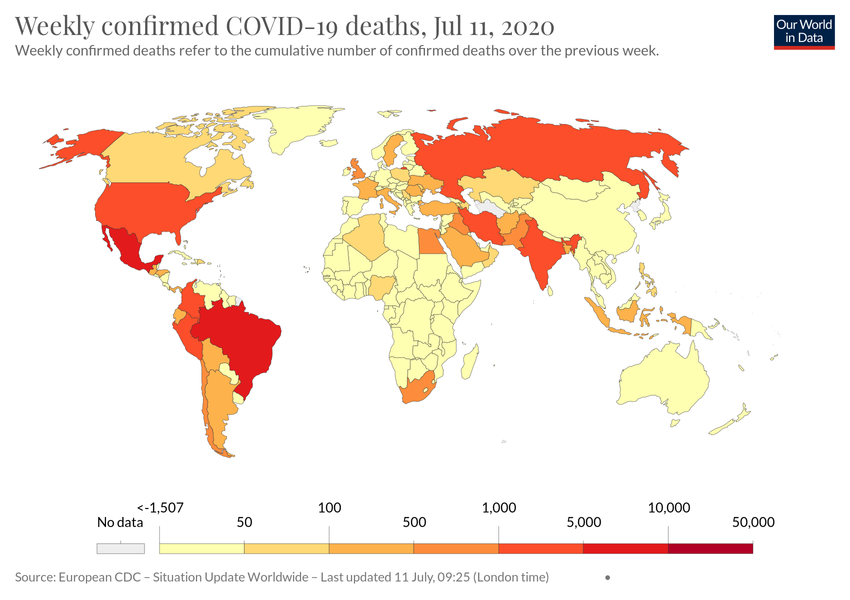 Weekly confirmed COVID-19 deaths, Jul 11, 2020
Weekly confirmed deaths refer to the cumulative number of confirmed deaths over the previous week.
Our World
in Data
<-1,507 100 1,000 10,000
No data 50 500 5,000 50,000
Source: European CDC – Situation Update Worldwide – Last updated 11 July, 09:25 (London time) •